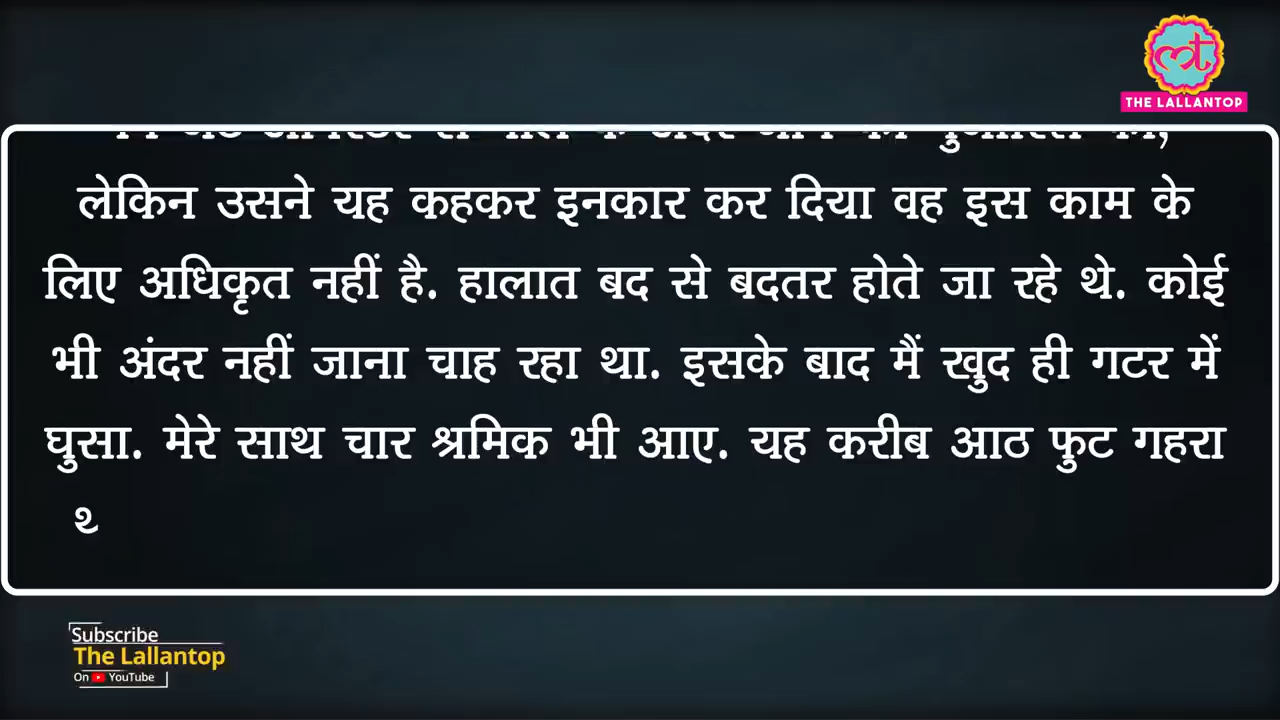 THE LALLANTOP
लेकिन उसने यह कहकर इनकार कर दिया वह इस काम के
लिए अधिकृत नहीं है. हालात बद से बदतर होते जा रहे थे. कोई
भी अंदर नहीं जाना चाह रहा था. इसके बाद मैं खुद ही गटर में
घुसा. मेरे साथ चार श्रमिक भी आए. यह करीब आठ फुट गहरा
Subscribe
The Lallantop
On YouTube